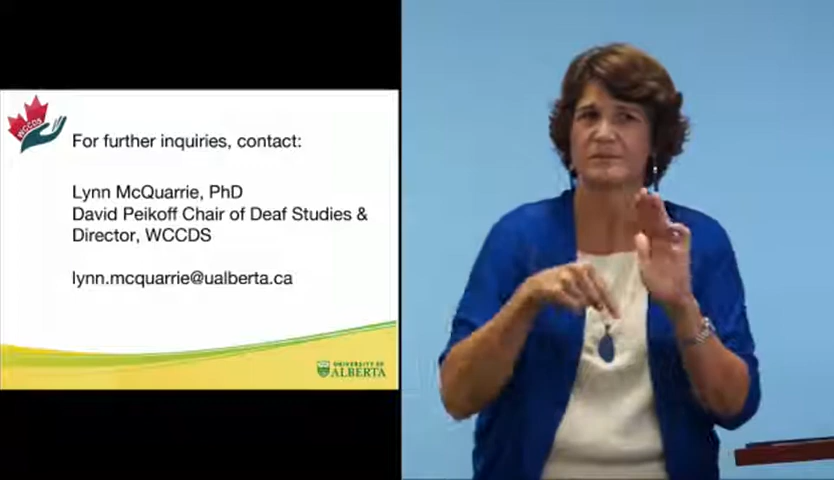 WCCDS
For further inquiries, contact:
Lynn McQuarrie, PhD
David Peikoff Chair of Deaf Studies &
Director, WCCDS
lynn.mcquarrie@ualberta.ca
UNIVERSITY OF
ALBERTA